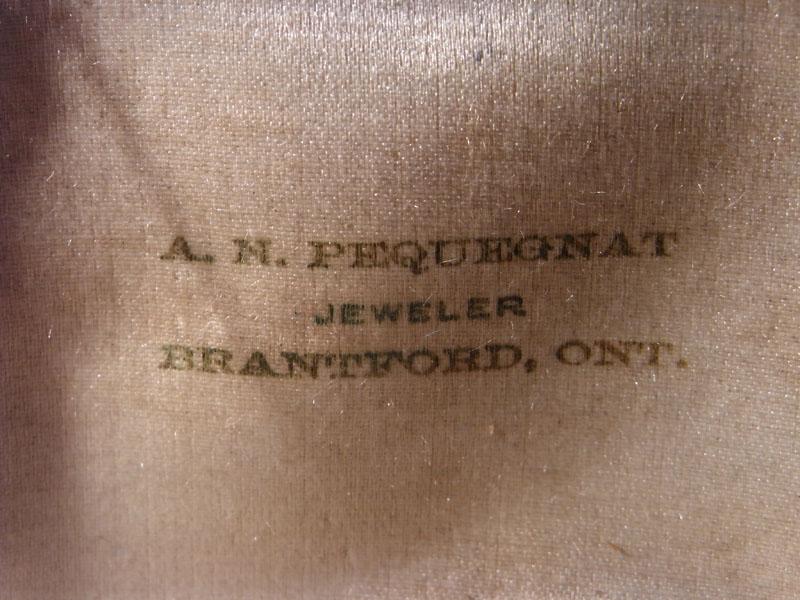 A. N. PEQUEGNAT
JEWELER
BRANTFORD, ONT.